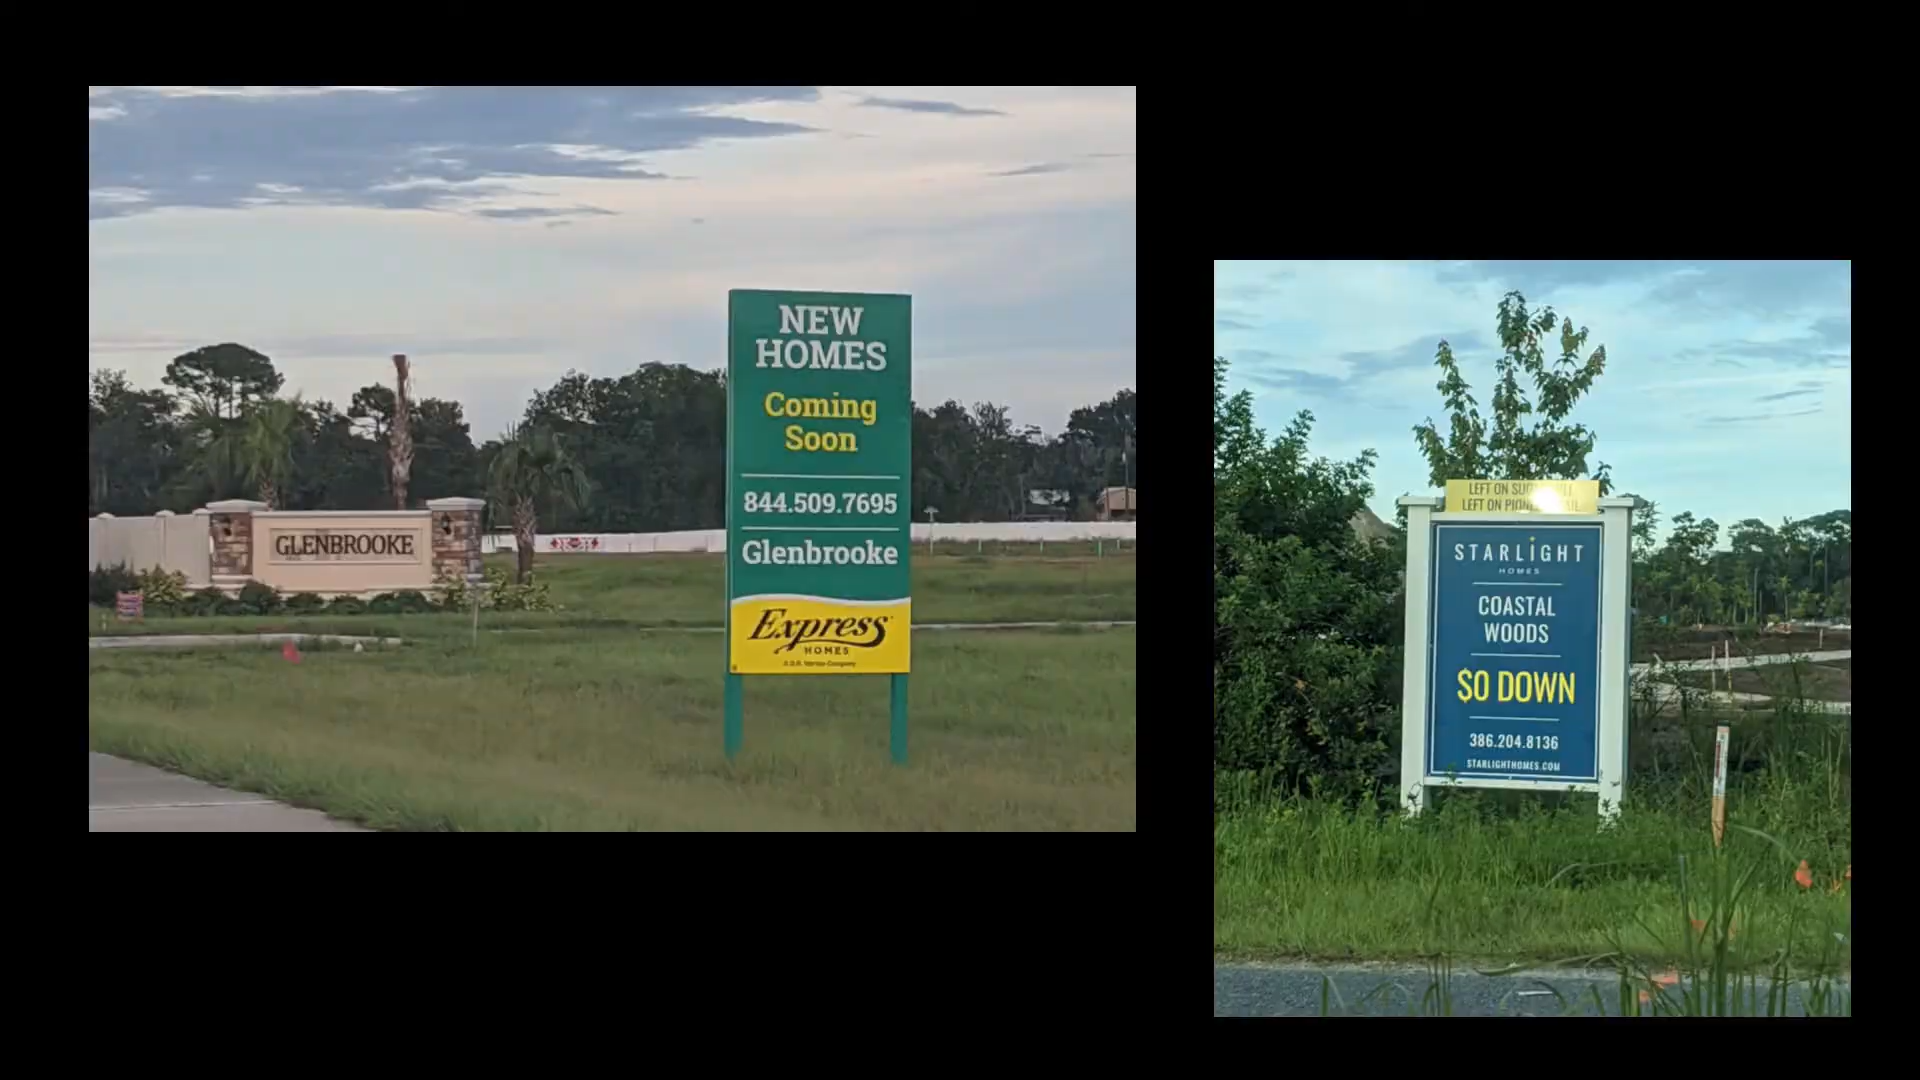 GLENBROOKE
NEW
HOMES
Coming
Soon
844.509.7695
Glenbrooke
Express
HOMES
LEFT ON
LEFT ON
STARLIGHT
HOMES
COASTAL
WOODS
$0 DOWN
386.204.8136
STARLIGHTHOMES.COM